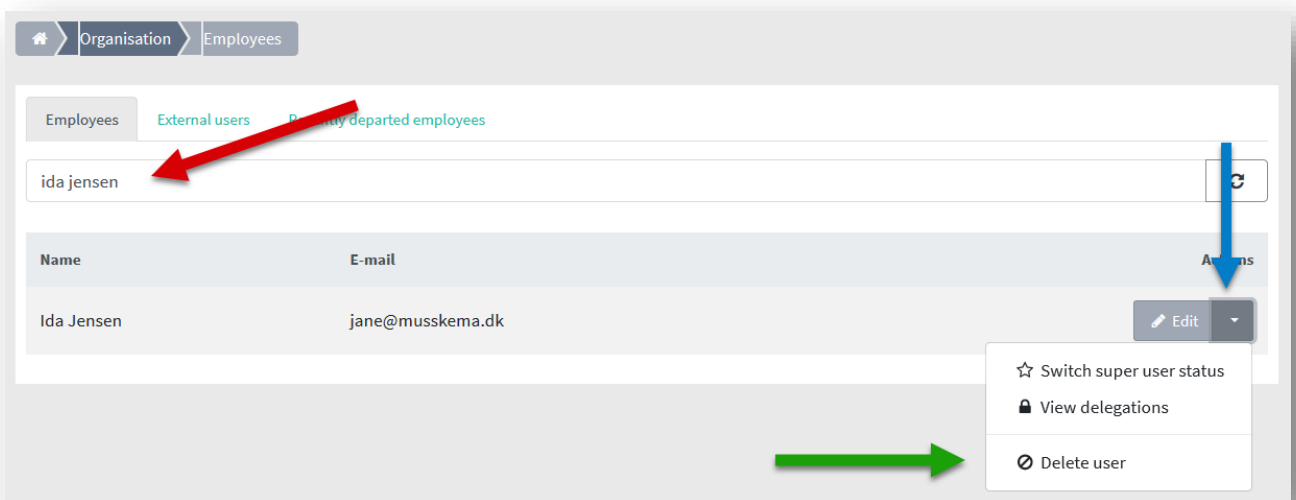 Organisation Employees
Employees External users employees
ida jensen
Name E-mail
Ida Jensen jane@musskema.dk Edit
Switch super user status
View delegations
Delete user